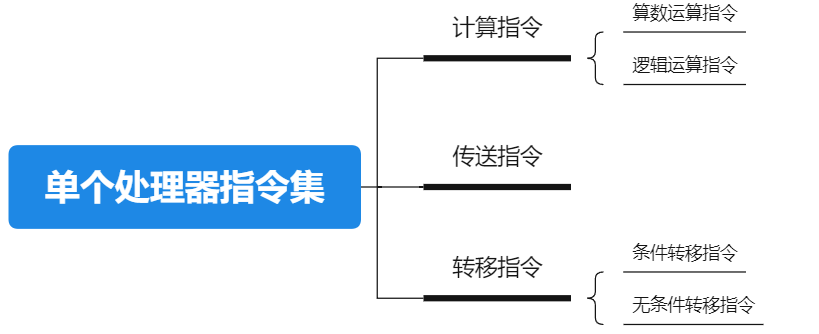 单个处理器指令集
计算指令
算数运算指令
逻辑运算指令
传送指令
转移指令
条件转移指令
无条件转移指令